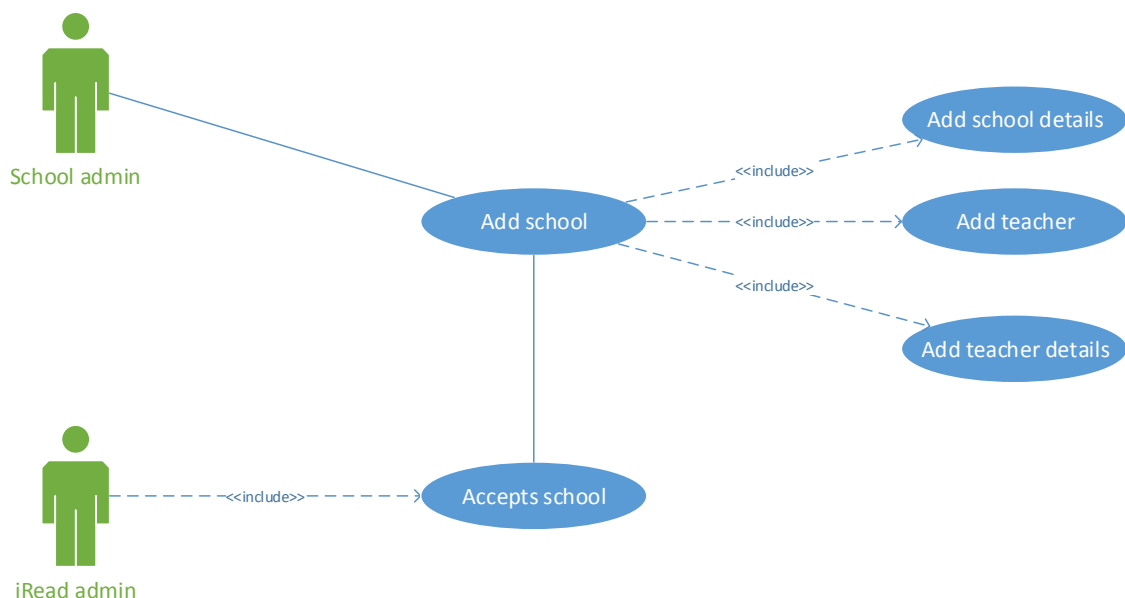 School admin
Add school details
<<include>>
Add school
<<include>>
Add teacher
<<include>>
Add teacher details
<<include>>
Accepts school
iRead admin